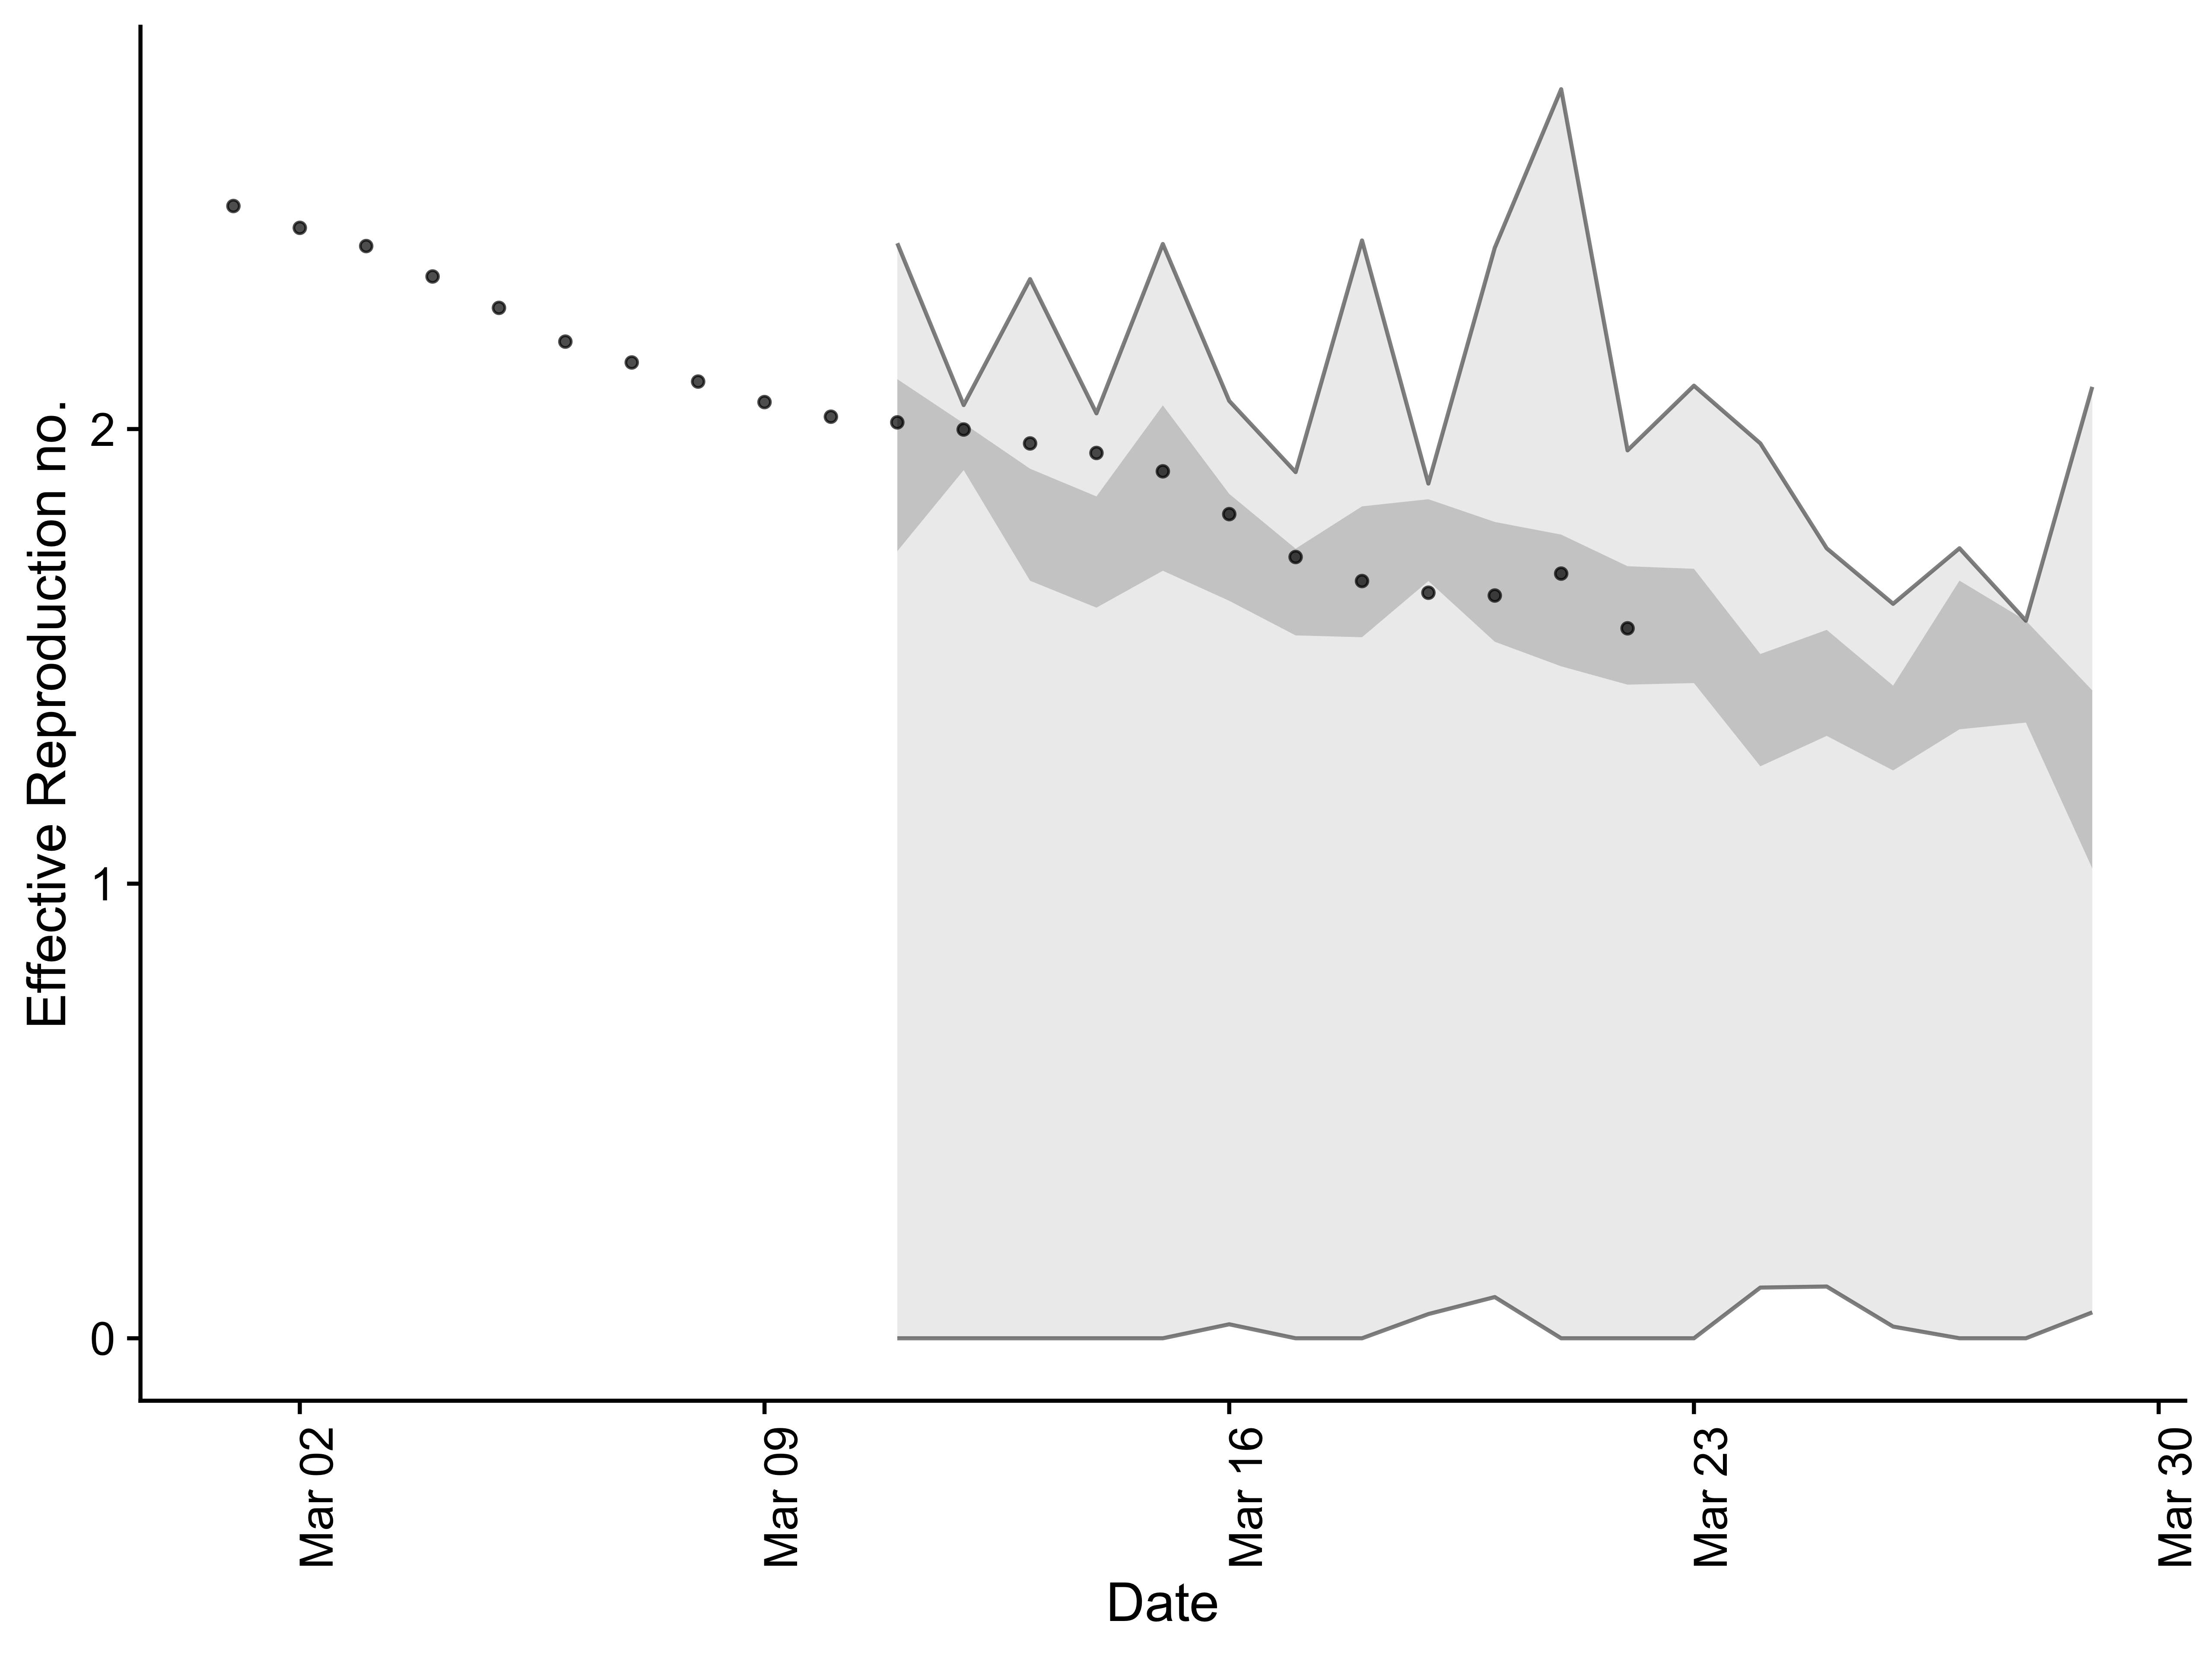 Effective Reproduction no.
2
1
0
Mar 02
Mar 09
Mar 16
Mar 23
Mar 30
Date